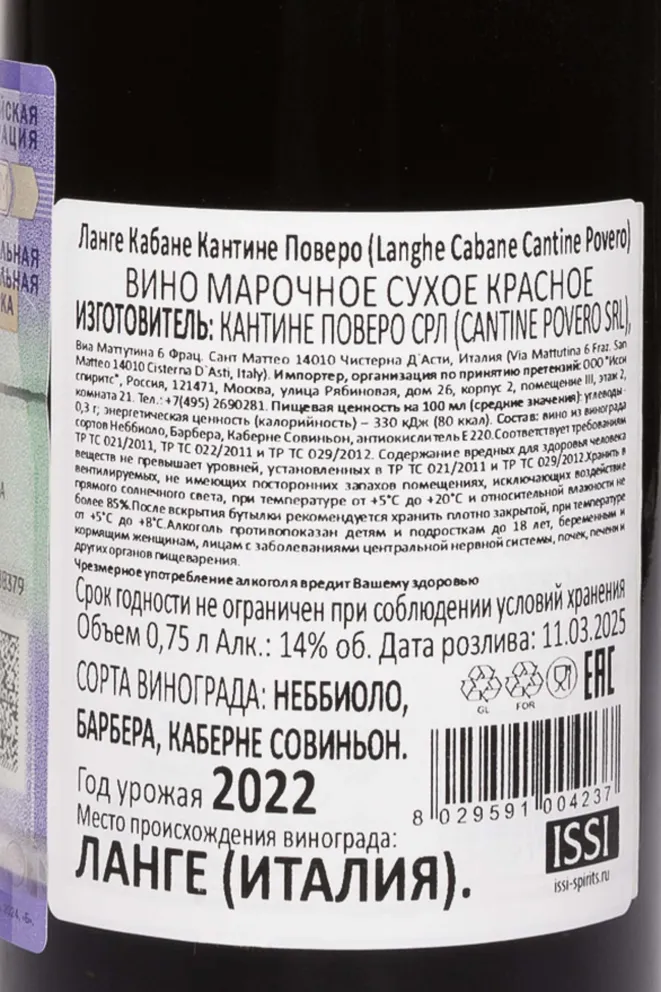 ЙСКАЯ
АЦИЯ
ЛЬНАЯ
ЛЬНАЯ
КА
Ланге Кабане Кантине Поверо (Langhe Cabane Cantine Povero)
ВИНО МАРОЧНОЕ СУХОЕ КРАСНОЕ
ИЗГОТОВИТЕЛЬ: КАНТИНЕ ПОВЕРО СРЛ (CANTINE POVERO SRL),
Виа Маттутина 6 Фрац. Сант Маттео 14010 Чистерна Д`Асти, Италия (Via Mattutina 6 Fraz. San
Matteo 14010 Cisterna D`Asti, Italy). Импортер, организация по принятию претензий: ООО "Исси
спиритс", Россия, 121471, Москва, улица Рябиновая, дом 26, корпус 2, помещение III, этаж 2,
комната 21. Тел.: +7(495) 2690281. Пищевая ценность на 100 мл (средние значения): углеводы -
0,3 г; энергетическая ценность (калорийность) – 330 кДж (80 ккал). Состав: вино из винограда
сортов Неббиоло, Барбера, Каберне Совиньон, антиокислитель Е 220.Соответствует требованиям
ТР ТС 021/2011, ТР ТС 022/2011 и ТР ТС 029/2012. Содержание вредных для здоровья человека
веществ не превышает уровней, установленных в ТР ТС 021/2011 и ТР ТС 029/2012.Хранить в
вентилируемых, не имеющих посторонних запахов помещениях, исключающих воздействие
прямого солнечного света, при температуре от +5°С до +20°С и относительной влажности не
более 85%.После вскрытия бутылки рекомендуется хранить плотно закрытой, при температуре
от +5°С до +8°С.Алкоголь противопоказан детям и подросткам до 18 лет, беременным и
кормящим женщинам, лицам с заболеваниями центральной нервной системы, почек, печени и
других органов пищеварения.
Чрезмерное употребление алкоголя вредит Вашему здоровью
Срок годности не ограничен при соблюдении условий хранения
Объем 0,75 л Алк.: 14% об. Дата розлива: 11.03.2025
СОРТА ВИНОГРАДА: НЕББИОЛО,
БАРБЕРА, КАБЕРНЕ СОВИНЬОН.
GL FOR EAC
Год урожая 2022
Место происхождения винограда:
ЛАНГЕ (ИТАЛИЯ).
8 029591 004237
ISSI
issi-spirits.ru